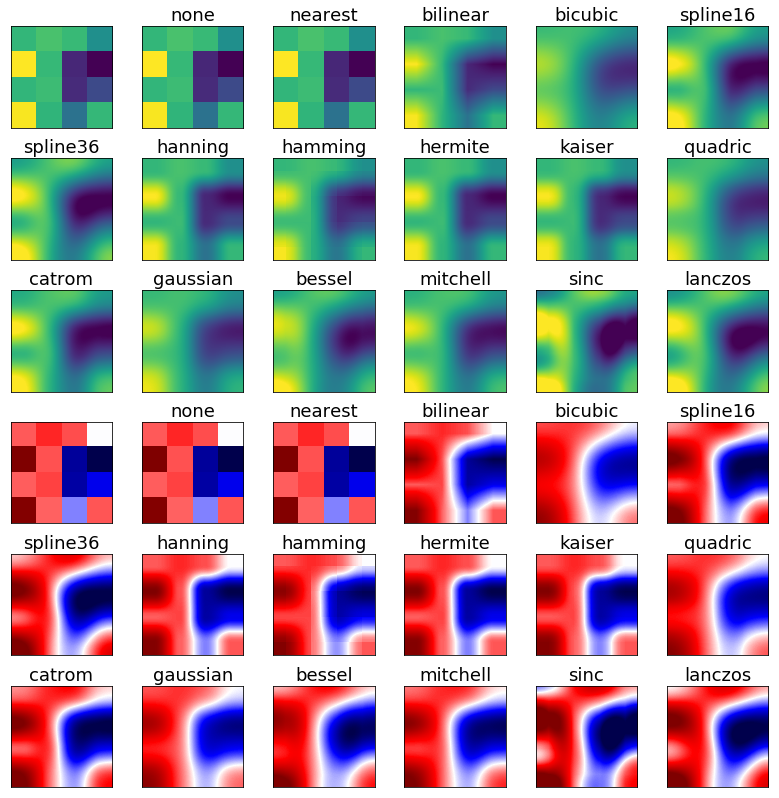 none nearest bilinear bicubic spline16
spline36 hanning hamming hermite kaiser quadric
catrom gaussian bessel mitchell sinc lanczos
none nearest bilinear bicubic spline16
spline36 hanning hamming hermite kaiser quadric
catrom gaussian bessel mitchell sinc lanczos